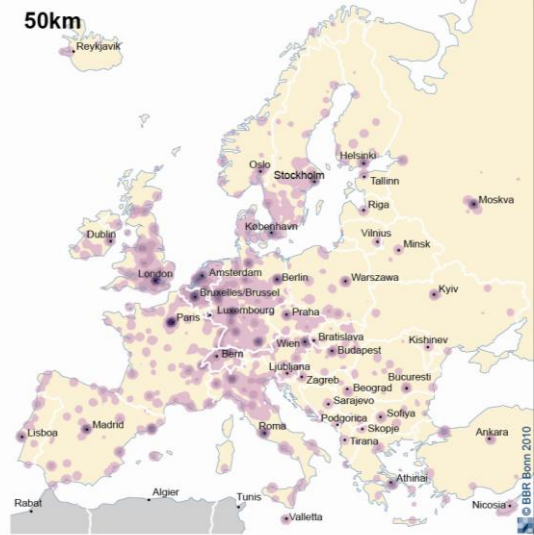 50km
Reykjavik
Oslo
Helsinki
Stockholm
Tallinn
Riga
Moskva
Dublin
København
Vilnius
Minsk
London
Amsterdam
Berlin
Warszawa
Bruxelles/Brussel
Kyiv
Luxembourg
Praha
Paris
Wien
Bratislava
Kishinev
Bern
Budapest
Ljubljana
Zagreb
Beograd
Bucuresti
Sarajevo
Podgorica
Sofiya
Lisboa
Madrid
Roma
Skopje
Tirana
Ankara
Athinai
Rabat
Algier
Tunis
Valletta
Nicosia
© BBR Bonn 2010